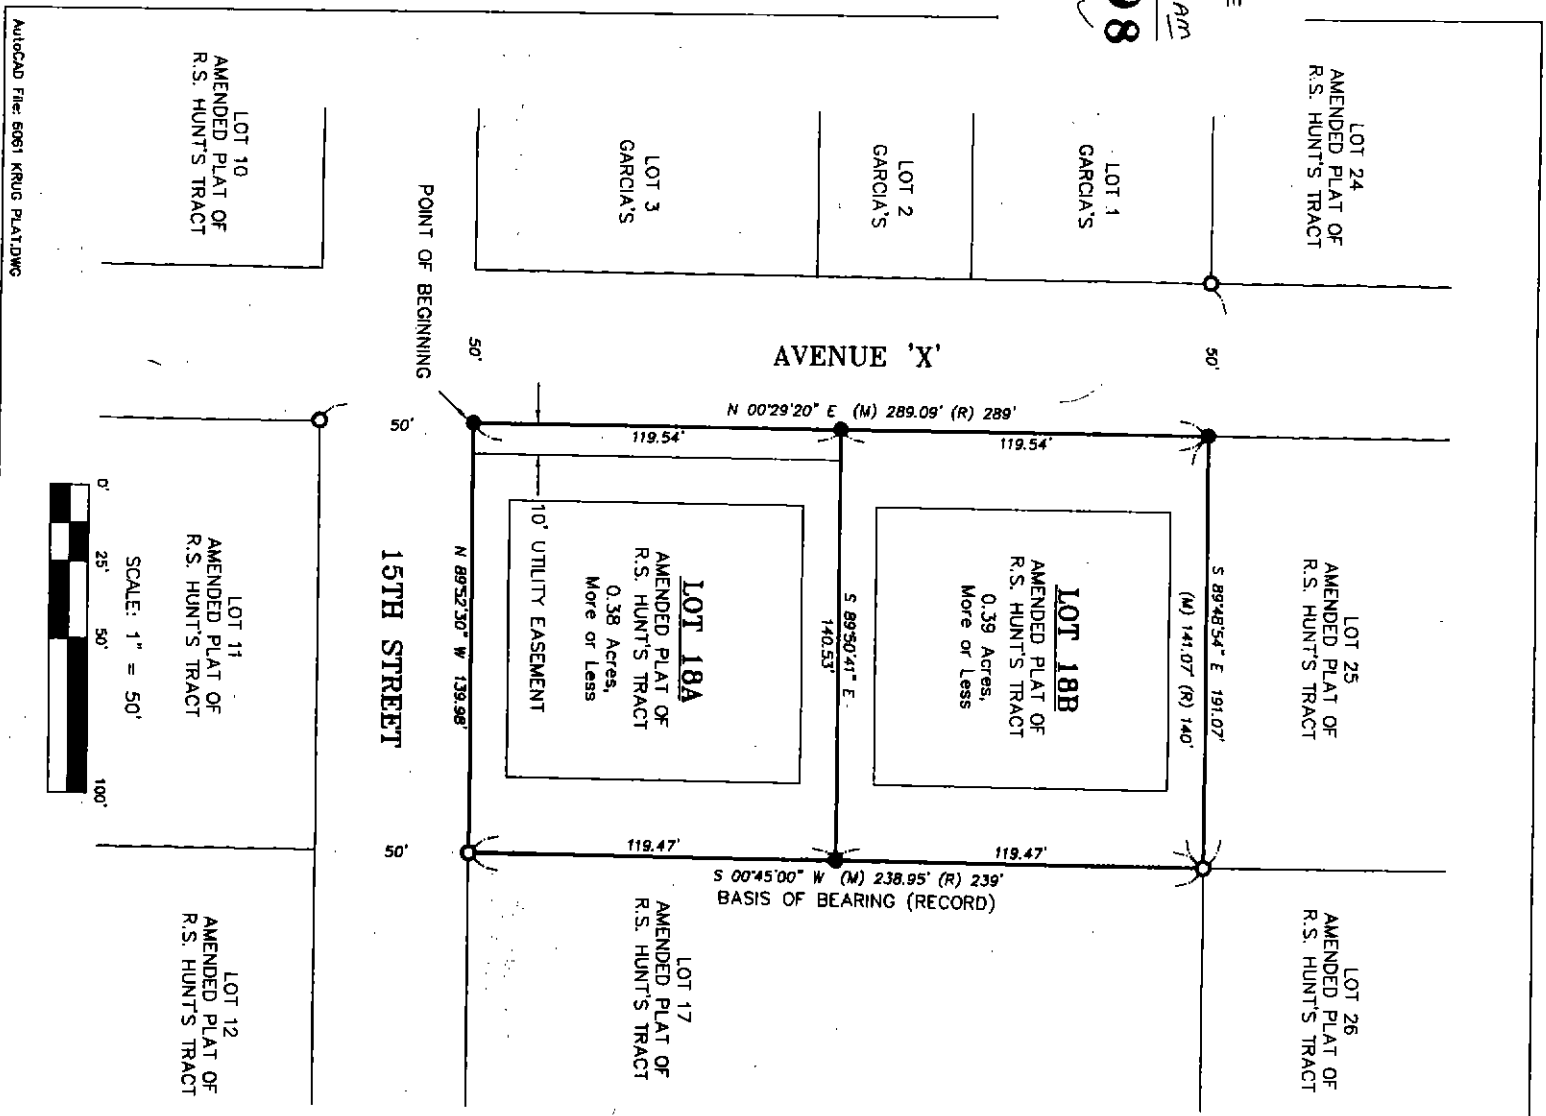 E
AM
98
LOT 24
AMENDED PLAT OF
R.S. HUNT'S TRACT
LOT 1
GARCIA'S
LOT 2
GARCIA'S
LOT 3
GARCIA'S
LOT 10
AMENDED PLAT OF
R.S. HUNT'S TRACT
POINT OF BEGINNING
50'
AVENUE 'X'
50'
50'
N 00°29'20" E (M) 289.09' (R) 289'
119.54'
119.54'
10' UTILITY EASEMENT
LOT 25
AMENDED PLAT OF
R.S. HUNT'S TRACT
S 89°48'54" E 191.07'
(M) 141.07' (R) 140'
LOT 18B
AMENDED PLAT OF
R.S. HUNT'S TRACT
0.39 Acres,
More or Less
S 89°50'41" E
140.53'
LOT 18A
AMENDED PLAT OF
R.S. HUNT'S TRACT
0.38 Acres,
More or Less
N 89°52'30" W 139.98'
15TH STREET
50'
LOT 11
AMENDED PLAT OF
R.S. HUNT'S TRACT
SCALE: 1" = 50'
0'
25'
50'
100'
119.47'
119.47'
S 00°45'00" W (M) 238.95' (R) 239'
BASIS OF BEARING (RECORD)
LOT 26
AMENDED PLAT OF
R.S. HUNT'S TRACT
LOT 17
AMENDED PLAT OF
R.S. HUNT'S TRACT
LOT 12
AMENDED PLAT OF
R.S. HUNT'S TRACT
AutoCAD File: 5061 KRUG PLAT.DWG